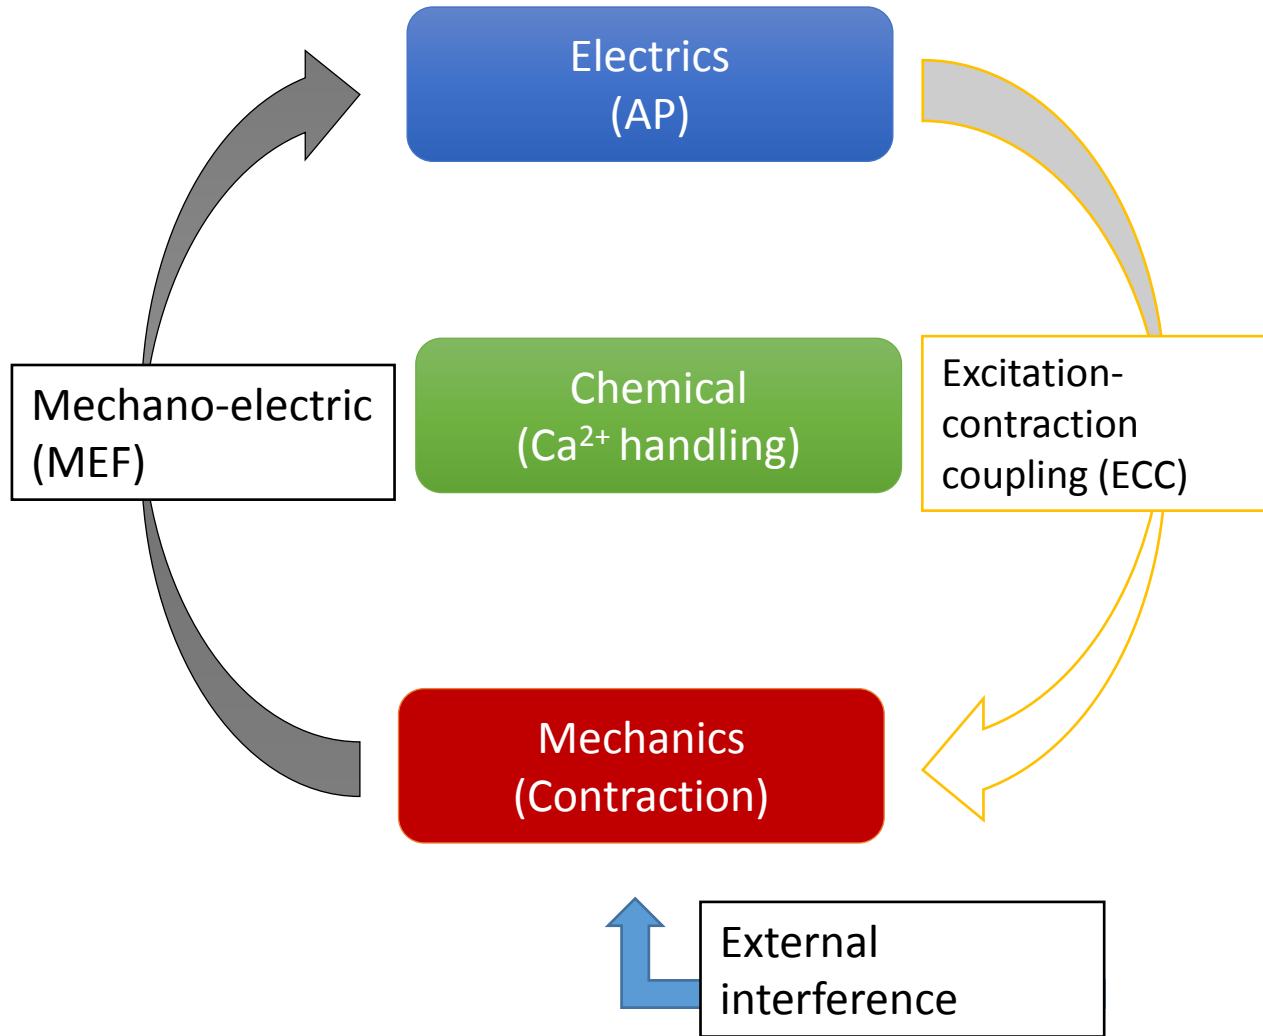 Electrics
(AP)
Mechano-electric
(MEF)
Chemical
(Ca²⁺ handling)
Excitation-
contraction
coupling (ECC)
Mechanics
(Contraction)
External
interference